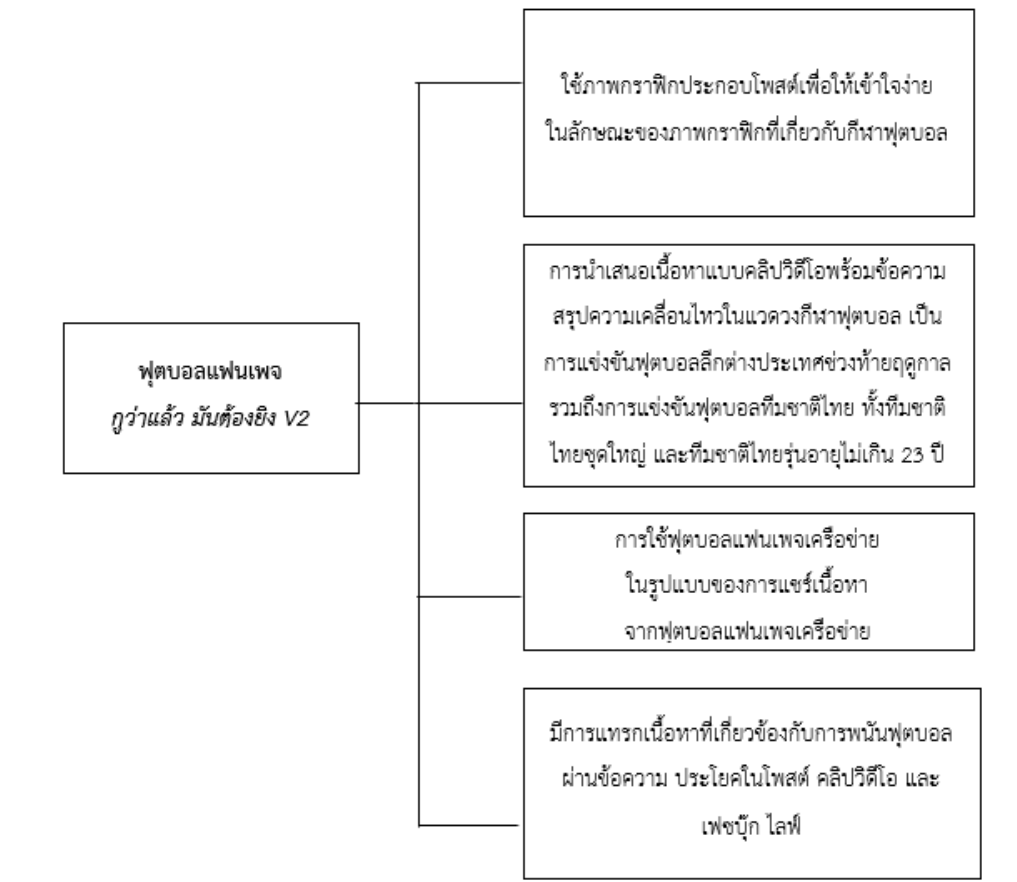 ใช้ภาพกราฟิกประกอบโพสต์เพื่อให้เข้าใจง่าย
ในลักษณะของภาพกราฟิกที่เกี่ยวกับกีฬาฟุตบอล
การนำเสนอเนื้อหาแบบคลิปวิดีโอพร้อมข้อความ
สรุปความเคลื่อนไหวในแวดวงกีฬาฟุตบอล เป็น
การแข่งขันฟุตบอลลีกต่างประเทศช่วงท้ายฤดูกาล
รวมถึงการแข่งขันฟุตบอลทีมชาติไทย ทั้งทีมชาติ
ไทยชุดใหญ่ และทีมชาติไทยรุ่นอายุไม่เกิน 23 ปี
ฟุตบอลแฟนเพจ
กูว่าแล้ว มันต้องยิง V2
การใช้ฟุตบอลแฟนเพจเครือข่าย
ในรูปแบบของการแชร์เนื้อหา
จากฟุตบอลแฟนเพจเครือข่าย
มีการแทรกเนื้อหาที่เกี่ยวข้องกับการพนันฟุตบอล
ผ่านข้อความ ประโยคในโพสต์ คลิปวิดีโอ และ
เฟซบุ๊ก ไลฟ์